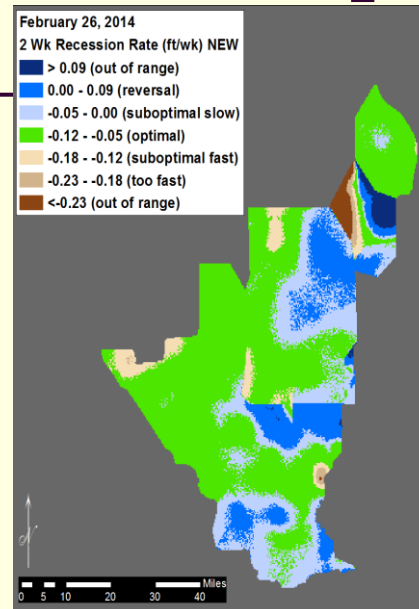 February 26, 2014
2 Wk Recession Rate (ft/wk) NEW
> 0.09 (out of range)
0.00 - 0.09 (reversal)
-0.05 - 0.00 (suboptimal slow)
-0.12 - -0.05 (optimal)
-0.18 - -0.12 (suboptimal fast)
-0.23 - -0.18 (too fast)
<-0.23 (out of range)
N
Miles
0 5 10 20 30 40